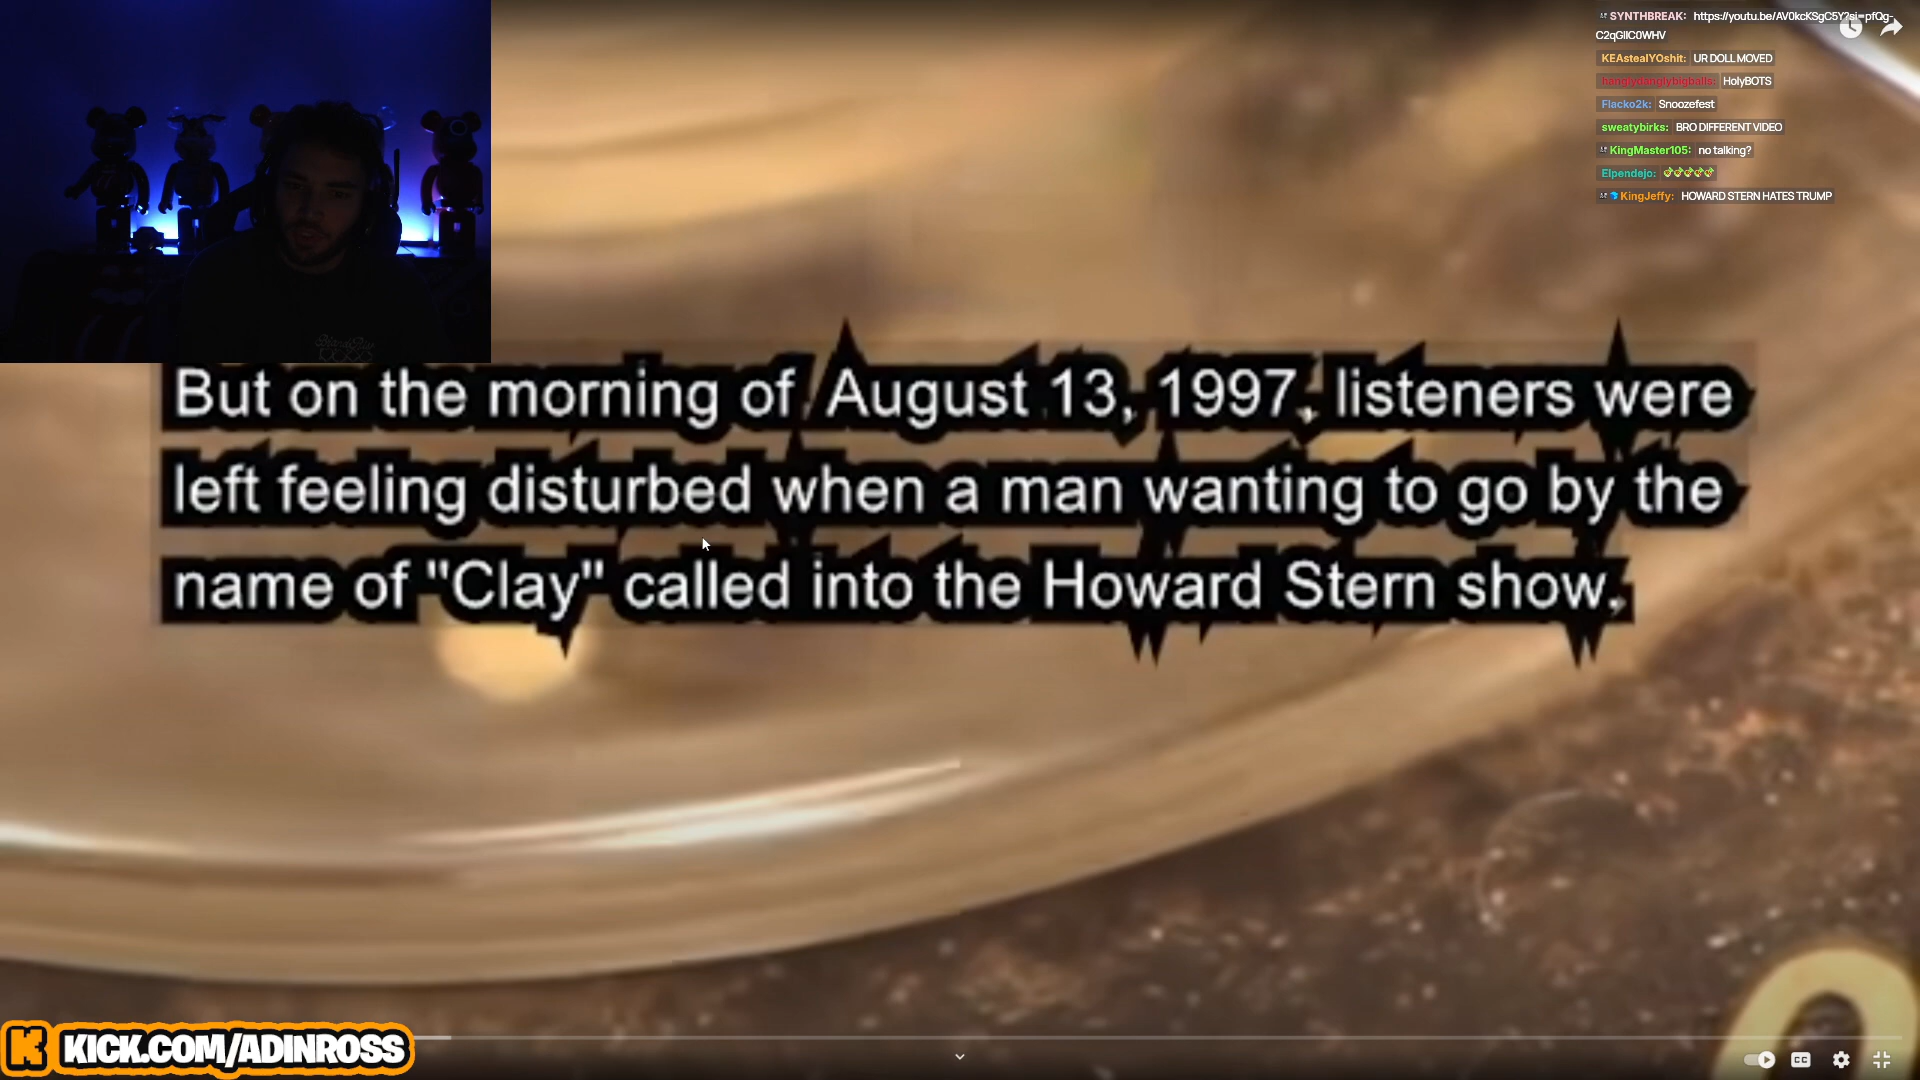 SYNTHBREAK: https://youtu.be/AV0kcKSgC5Y?si=pfQg-
C2qGIlC0WHV
KEAstealYOshit: UR DOLL MOVED
hanglydanglybigballs: HolyBOTS
Flacko2k: Snoozefest
sweatybirks: BRO DIFFERENT VIDEO
KingMaster105: no talking?
Elpendejo:
KingJeffy: HOWARD STERN HATES TRUMP
But on the morning of August 13, 1997, listeners were
left feeling disturbed when a man wanting to go by the
name of "Clay" called into the Howard Stern show.
K KICK.COM/ADINROSS
CC